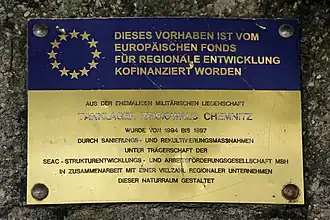 DIESES VORHABEN IST VOM
EUROPÄISCHEN FONDS
FÜR REGIONALE ENTWICKLUNG
KOFINANZIERT WORDEN
AUS DER EHEMALIGEN MILITÄRISCHEN LIEGENSCHAFT
TANKLAGER ZEISIGWALD CHEMNITZ
WURDE VON 1994 BIS 1997
DURCH SANIERUNGS - UND REKULTIVIERUNGSMASSNAHMEN
UNTER TRÄGERSCHAFT DER
SEAC - STRUKTURENTWICKLUNGS - UND ARBEITSFÖRDERUNGSGESELLSCHAFT MBH
IN ZUSAMMENARBEIT MIT EINER VIELZAHL REGIONALER UNTERNEHMEN
DIESER NATURRAUM GESTALTET